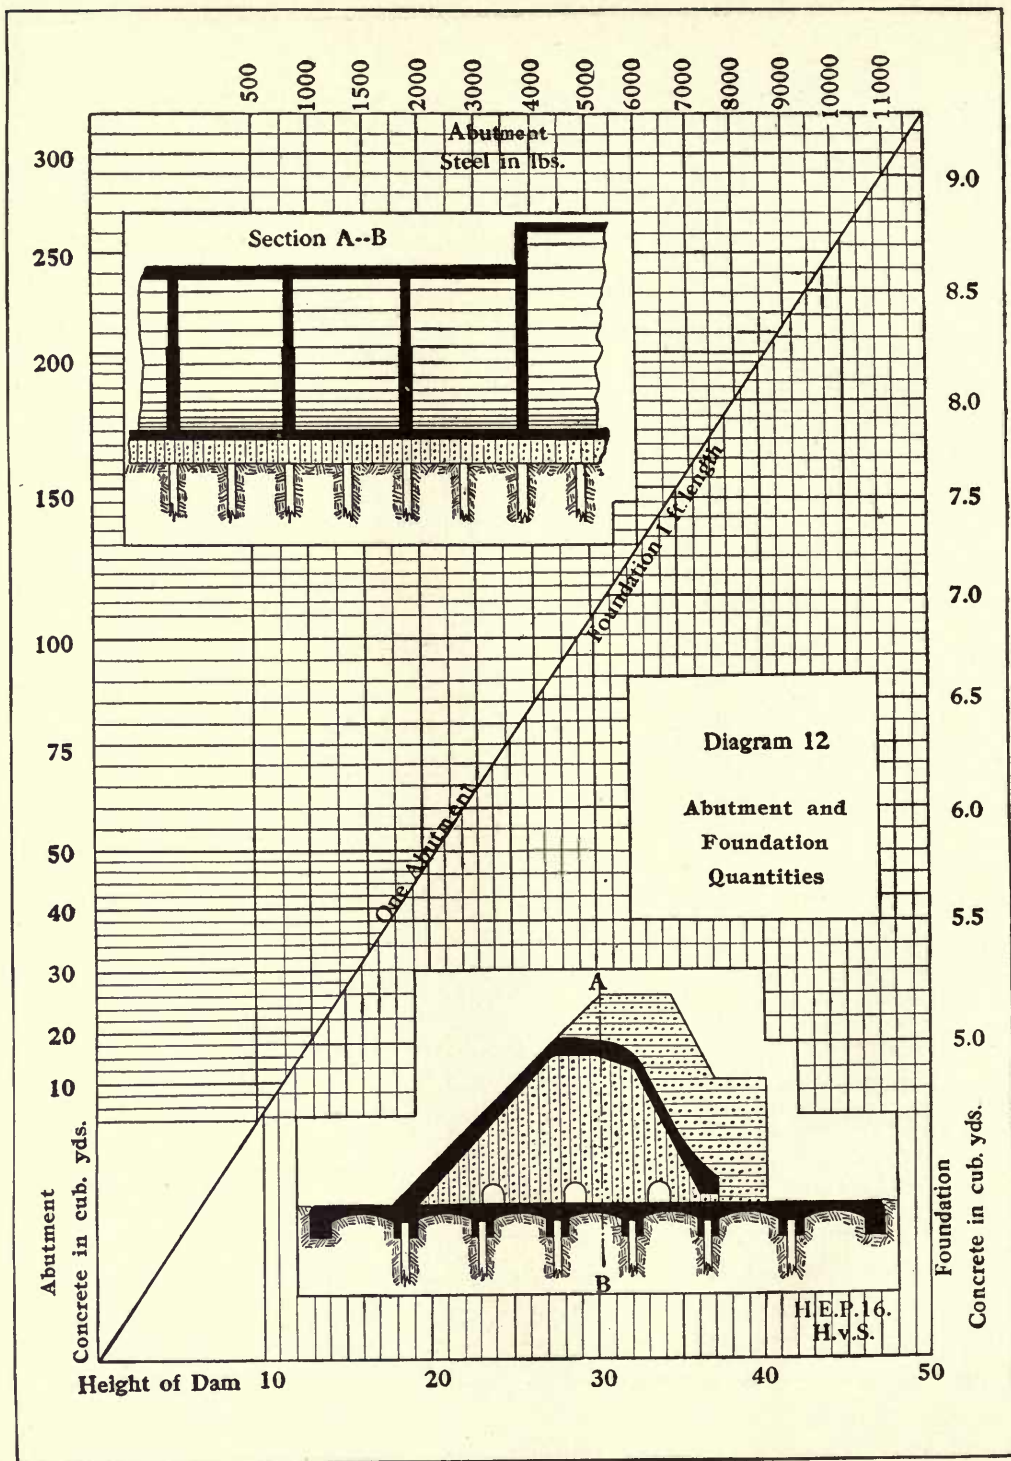 500 1000 1500 2000 3000 4000 5000 6000 7000 8000 9000 10000 11000
Abutment
Steel in lbs.
300
250
200
150
100
75
50
40
30
20
10
Abutment
Concrete in cub. yds.
Section A--B
Foundation 1 ft. length
One Abutment
Diagram 12
Abutment and
Foundation
Quantities
A
B
H.E.P.16.
H.v.S.
9.0
8.5
8.0
7.5
7.0
6.5
6.0
5.5
5.0
Foundation
Concrete in cub. yds.
Height of Dam 10 20 30 40 50